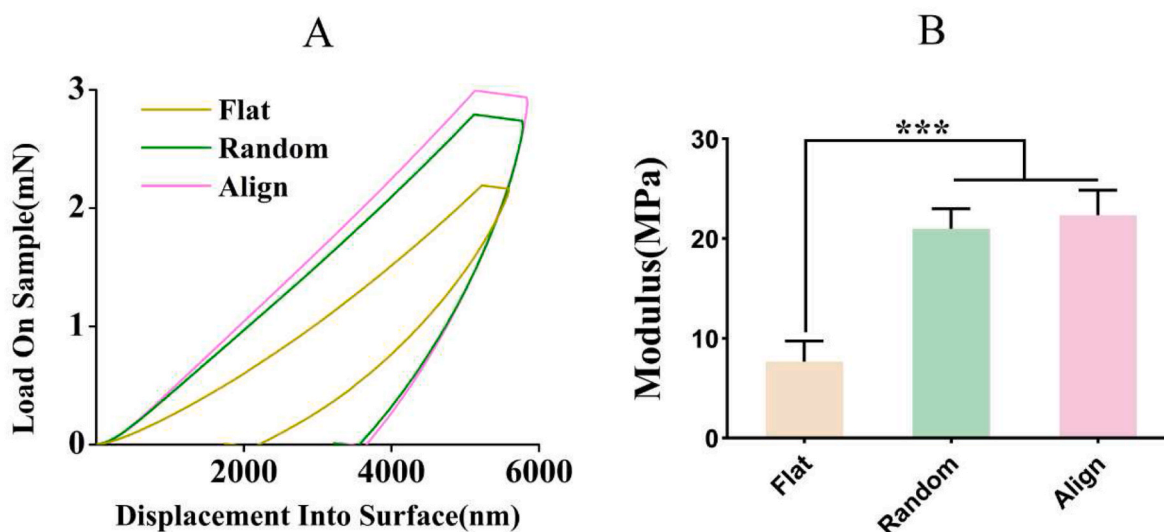 A
Load On Sample(mN)
3
2
1
0
Flat
Random
Align
2000
4000
6000
Displacement Into Surface(nm)
B
Modulus(MPa)
30
20
10
0
***
Flat
Random
Align